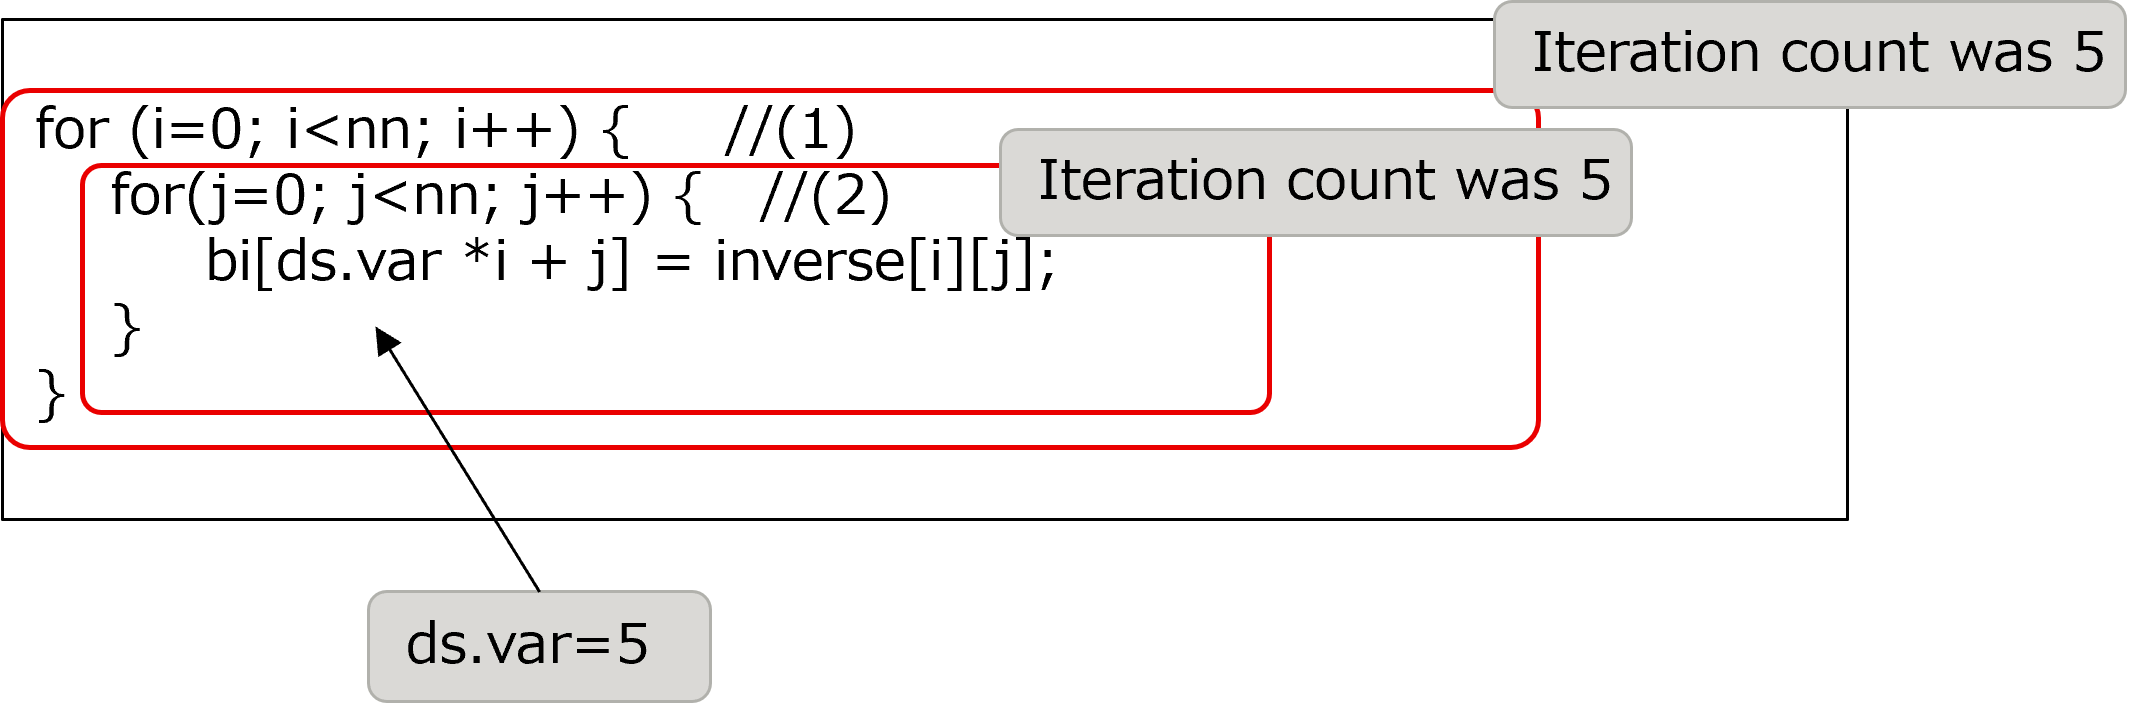 Iteration count was 5
for (i=0; i<nn; i++) { //(1)
Iteration count was 5
for(j=0; j<nn; j++) { //(2)
bi[ds.var *i + j] = inverse[i][j];
}
}
ds.var=5